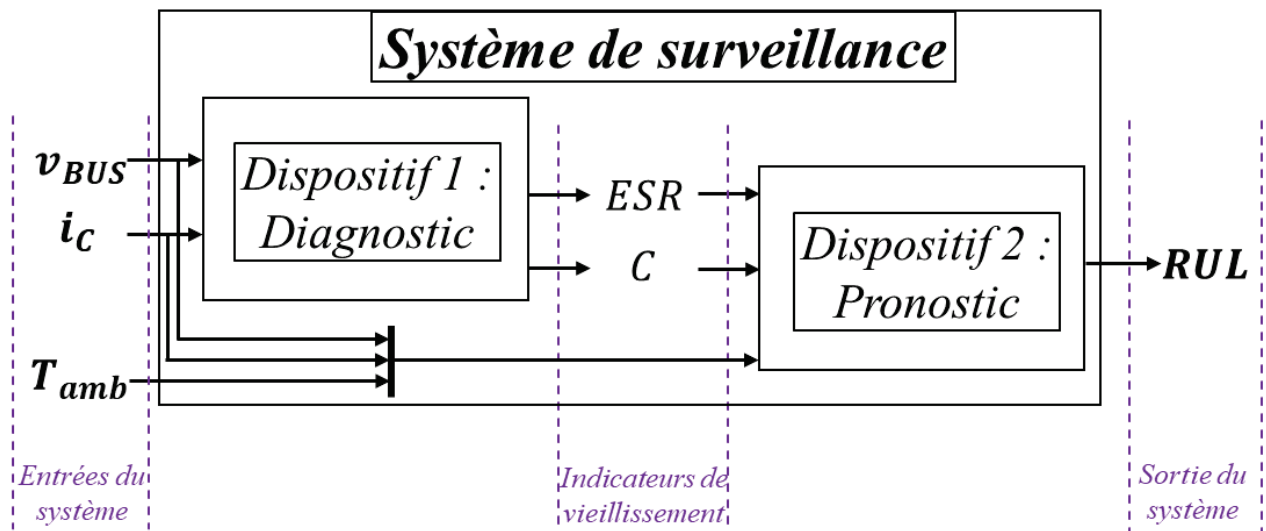 Système de surveillance
v_BUS
i_C
T_amb
Dispositif 1 :
Diagnostic
ESR
C
Dispositif 2 :
Pronostic
RUL
Entrées du
système
Indicateurs de
vieillissement
Sortie du
système